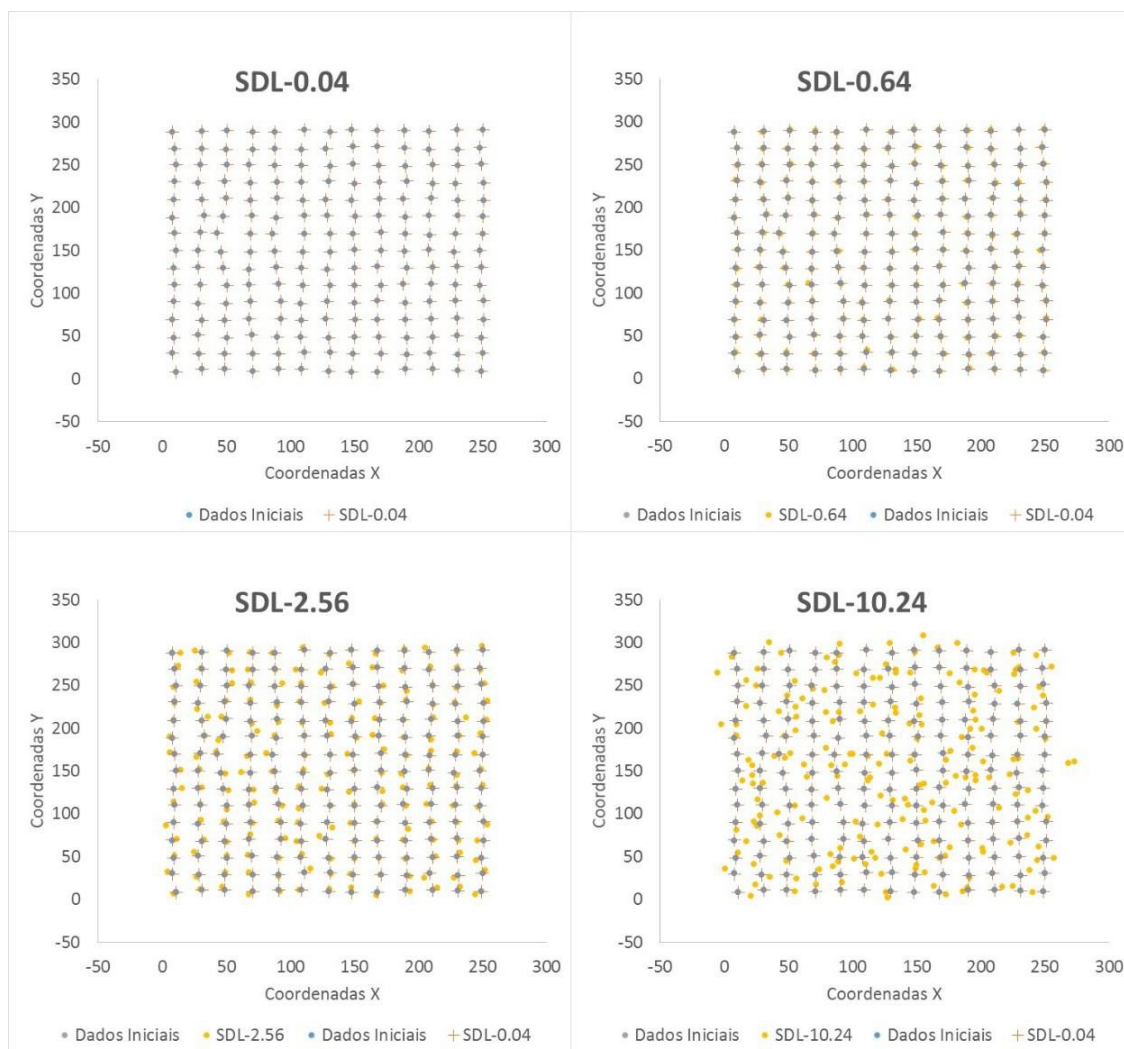 SDL-0.04
350
300
250
200
150
100
50
0
-50
-50 0 50 100 150 200 250 300
Coordenadas Y
Coordenadas X
Dados Iniciais SDL-0.04
SDL-0.64
350
300
250
200
150
100
50
0
-50
-50 0 50 100 150 200 250 300
Coordenadas Y
Coordenadas X
Dados Iniciais SDL-0.64 Dados Iniciais SDL-0.04
SDL-2.56
350
300
250
200
150
100
50
0
-50
-50 0 50 100 150 200 250 300
Coordenadas Y
Coordenadas X
Dados Iniciais SDL-2.56 Dados Iniciais SDL-0.04
SDL-10.24
350
300
250
200
150
100
50
0
-50
-50 0 50 100 150 200 250 300
Coordenadas Y
Coordenadas X
Dados Iniciais SDL-10.24 Dados Iniciais SDL-0.04